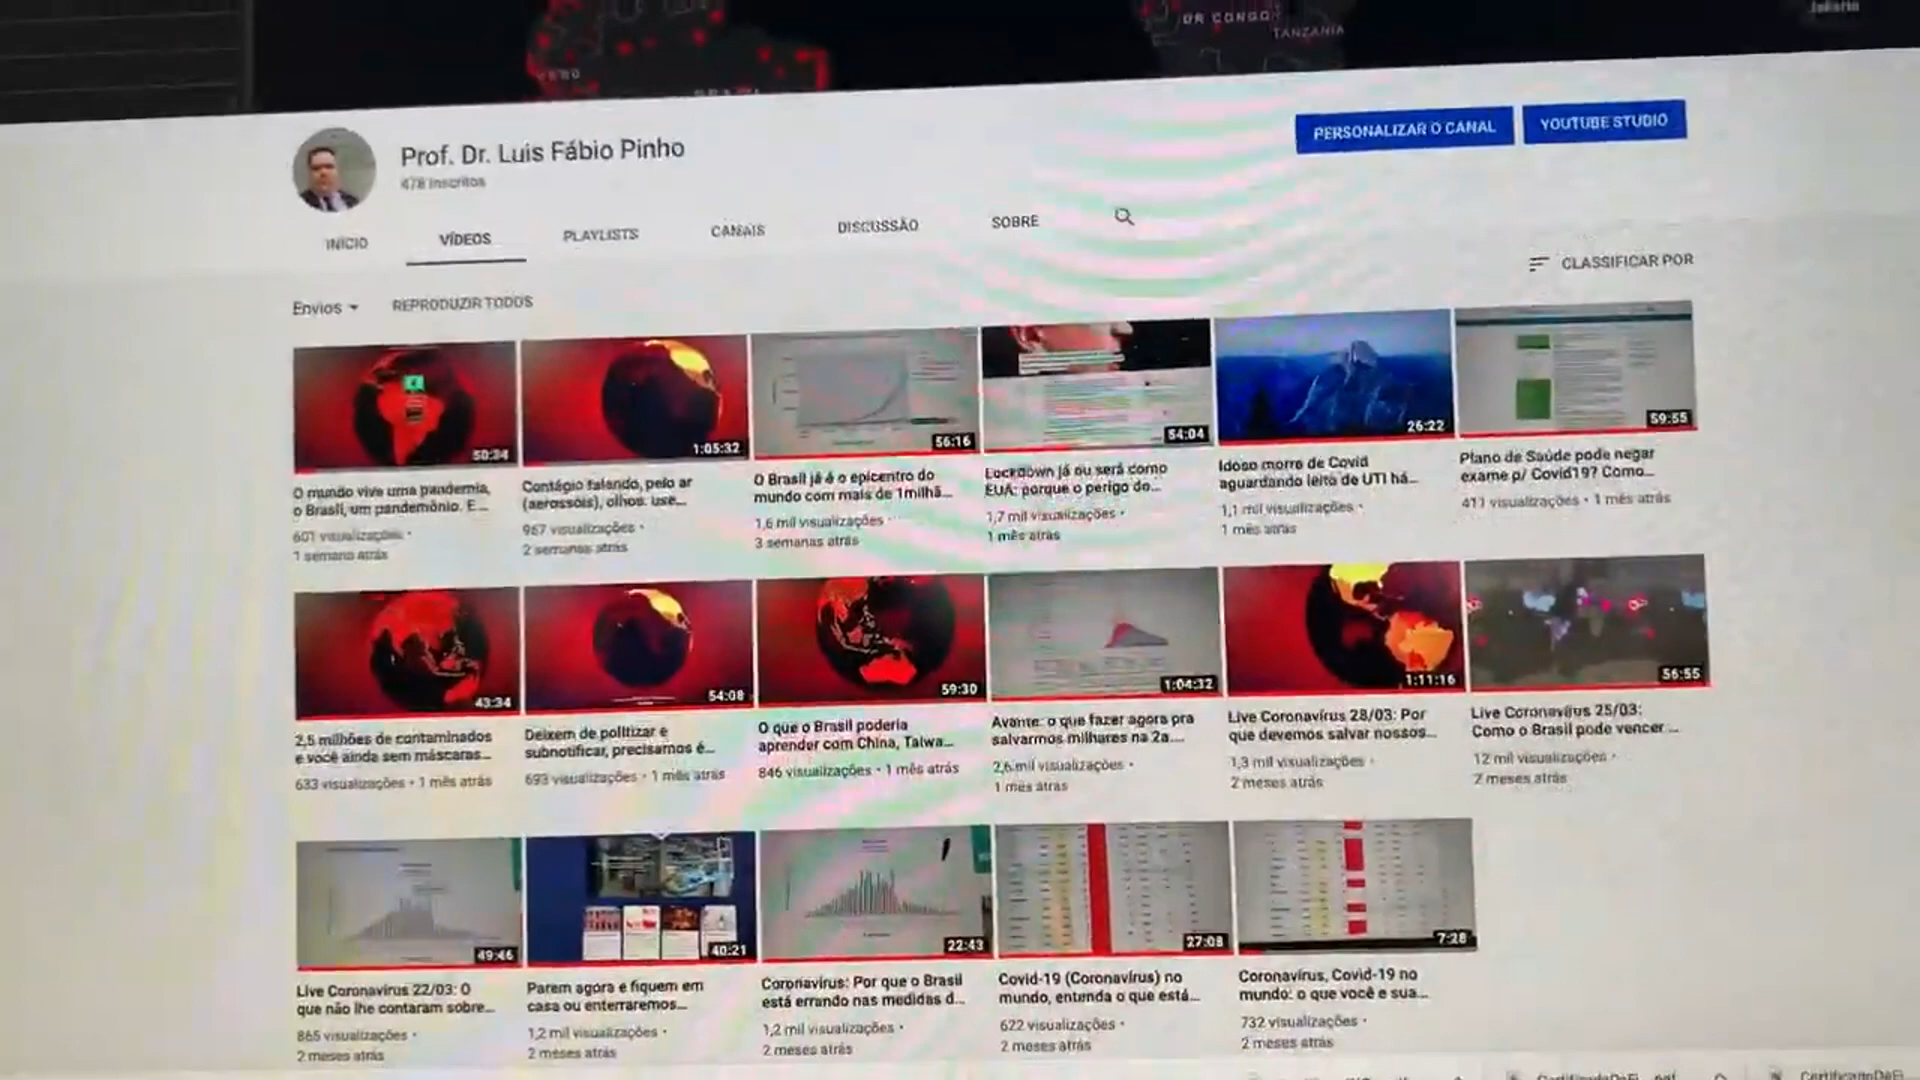 DR CONGO
TANZANIA
Jakarta
Prof. Dr. Luis Fábio Pinho
478 inscritos
PERSONALIZAR O CANAL
YOUTUBE STUDIO
INÍCIO
VÍDEOS
PLAYLISTS
CANAIS
DISCUSSÃO
SOBRE
Envios
REPRODUZIR TODOS
CLASSIFICAR POR
50:34
1:05:32
56:16
54:04
26:22
59:55
O mundo vive uma pandemia,
o Brasil, um pandemônio. E...
601 visualizações •
1 semana atrás
Contágio falando, pelo ar
(aerossóis), olhos: use...
967 visualizações •
2 semanas atrás
O Brasil já é o epicentro do
mundo com mais de 1milhã...
1,6 mil visualizações •
3 semanas atrás
Lockdown já ou será como
EUA: porque o perigo do...
1,7 mil visualizações •
1 mês atrás
Idoso morre de Covid
aguardando leito de UTI há...
1,1 mil visualizações •
1 mês atrás
Plano de Saúde pode negar
exame p/ Covid19? Como...
411 visualizações • 1 mês atrás
43:34
54:08
59:30
1:04:32
1:11:16
56:55
2,5 milhões de contaminados
e você ainda sem máscaras...
633 visualizações • 1 mês atrás
Deixem de politizar e
subnotificar, precisamos é...
693 visualizações • 1 mês atrás
O que o Brasil poderia
aprender com China, Taiwa...
846 visualizações • 1 mês atrás
Avante: o que fazer agora pra
salvarmos milhares na 2a....
2,6 mil visualizações •
1 mês atrás
Live Coronavírus 28/03: Por
que devemos salvar nossos...
1,3 mil visualizações •
2 meses atrás
Live Coronavírus 25/03:
Como o Brasil pode vencer ...
12 mil visualizações •
2 meses atrás
49:46
40:21
22:43
27:08
7:28
Live Coronavírus 22/03: O
que não lhe contaram sobre...
865 visualizações •
2 meses atrás
Parem agora e fiquem em
casa ou enterraremos...
1,2 mil visualizações •
2 meses atrás
Coronavírus: Por que o Brasil
está errando nas medidas d...
1,2 mil visualizações •
2 meses atrás
Covid-19 (Coronavírus) no
mundo, entenda o que está...
622 visualizações •
2 meses atrás
Coronavírus, Covid-19 no
mundo: o que você e sua...
732 visualizações •
2 meses atrás